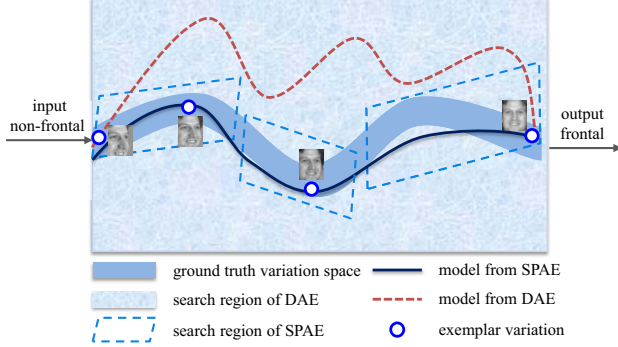 input
non-frontal
output
frontal
ground truth variation space
model from SPAE
search region of DAE
model from DAE
search region of SPAE
exemplar variation